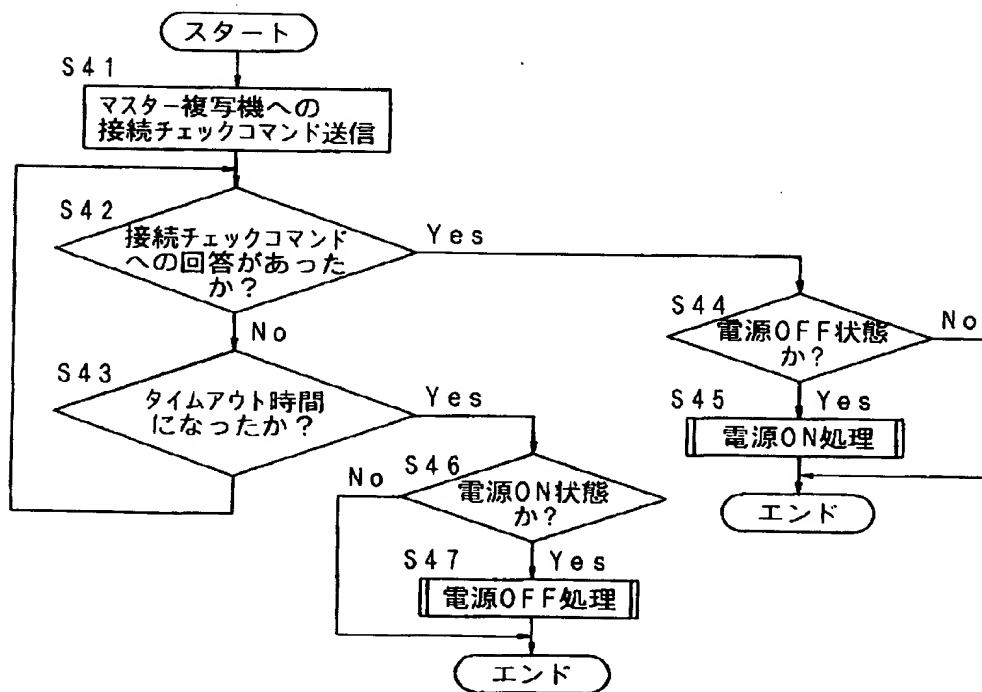 スタート
S41
マスター複写機への
接続チェックコマンド送信
S42
接続チェックコマンド
への回答があった
か?
Yes
No
S43
タイムアウト時間
になったか?
Yes
S44
電源OFF状態
か?
No
Yes
S45
電源ON処理
エンド
S46
電源ON状態
か?
No
Yes
S47
電源OFF処理
エンド